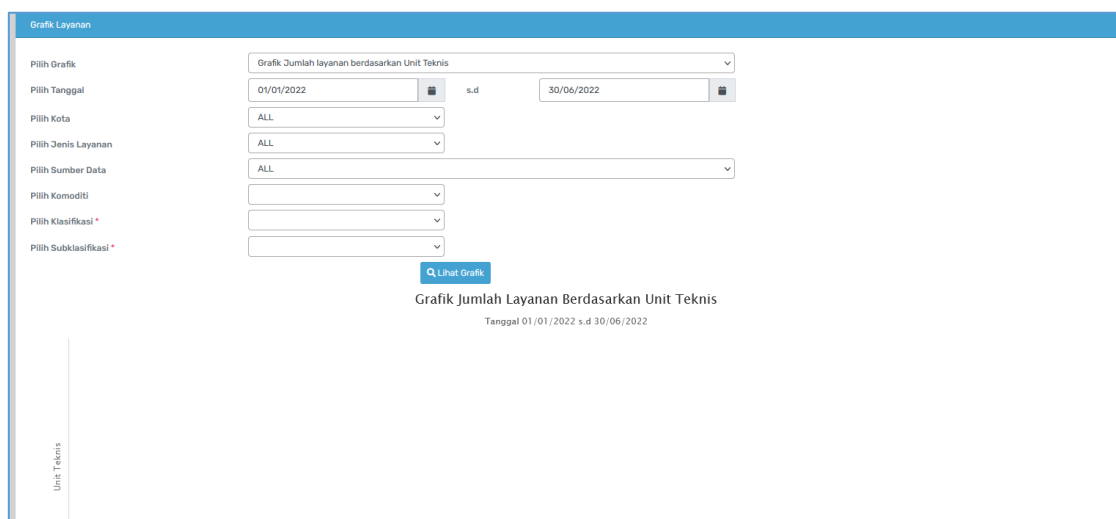 Grafik Layanan
Pilih Grafik Grafik Jumlah layanan berdasarkan Unit Teknis
Pilih Tanggal 01/01/2022 s.d 30/06/2022
Pilih Kota ALL
Pilih Jenis Layanan ALL
Pilih Sumber Data ALL
Pilih Komoditi
Pilih Klasifikasi *
Pilih Subklasifikasi *
Lihat Grafik
Grafik Jumlah Layanan Berdasarkan Unit Teknis
Tanggal 01/01/2022 s.d 30/06/2022
Unit Teknis